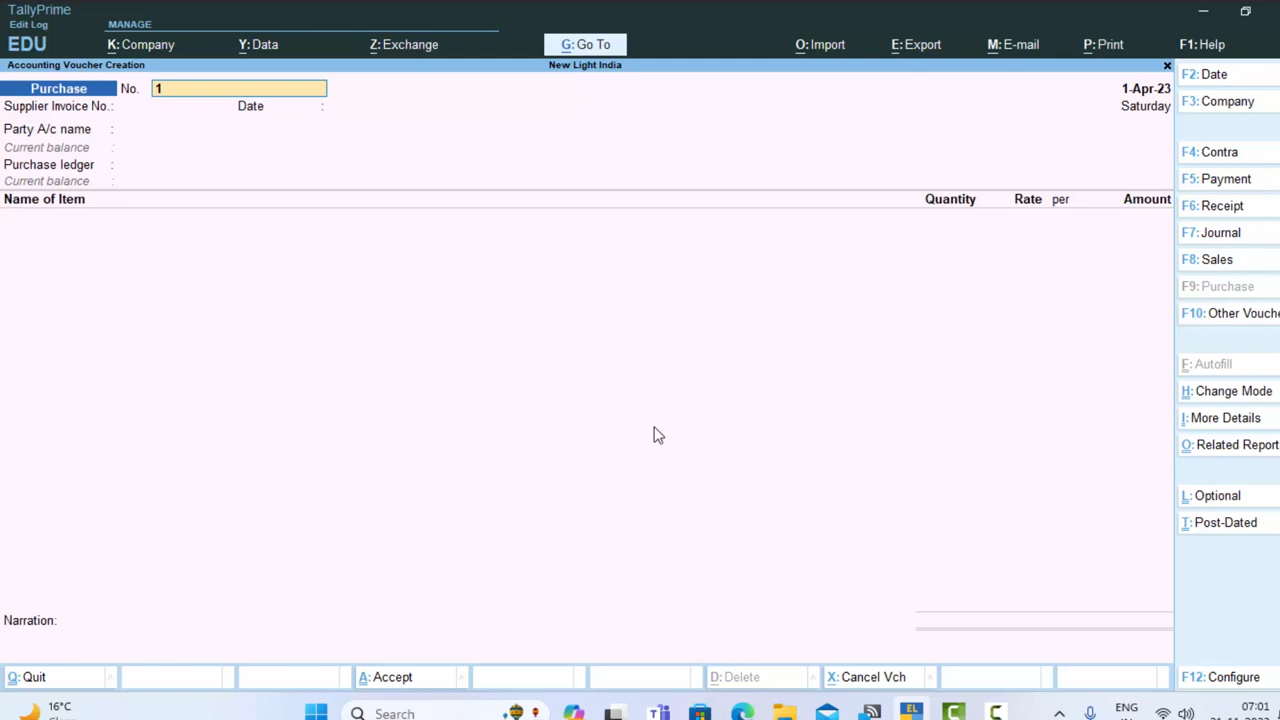 TallyPrime
Edit Log
MANAGE
EDU
K: Company
Y: Data
Z: Exchange
G: Go To
O: Import
E: Export
M: E-mail
P: Print
F1: Help
Accounting Voucher Creation
New Light India
x
F2: Date
Purchase No. 1
1-Apr-23
F3: Company
Supplier Invoice No.: Date :
Saturday
Party A/c name :
Current balance :
F4: Contra
Purchase ledger :
Current balance :
F5: Payment
Name of Item Quantity Rate per Amount
F6: Receipt
F7: Journal
F8: Sales
F9: Purchase
F10: Other
F: Autofill
H: Change Mode
I: More Details
O: Related Report
L: Optional
T: Post-Dated
Narration:
Q: Quit
A: Accept
D: Delete
X: Cancel Vch
F12: Configure
16°C
Search
ENG
07:01